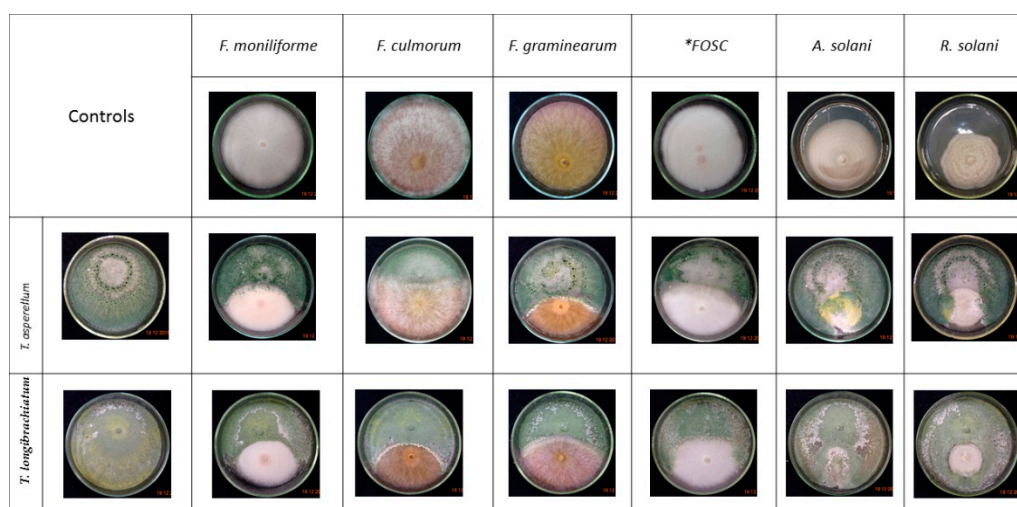 F. moniliforme
F. culmorum
F. graminearum
*FOSC
A. solani
R. solani
Controls
T. asperellum
T. longibrachiatum